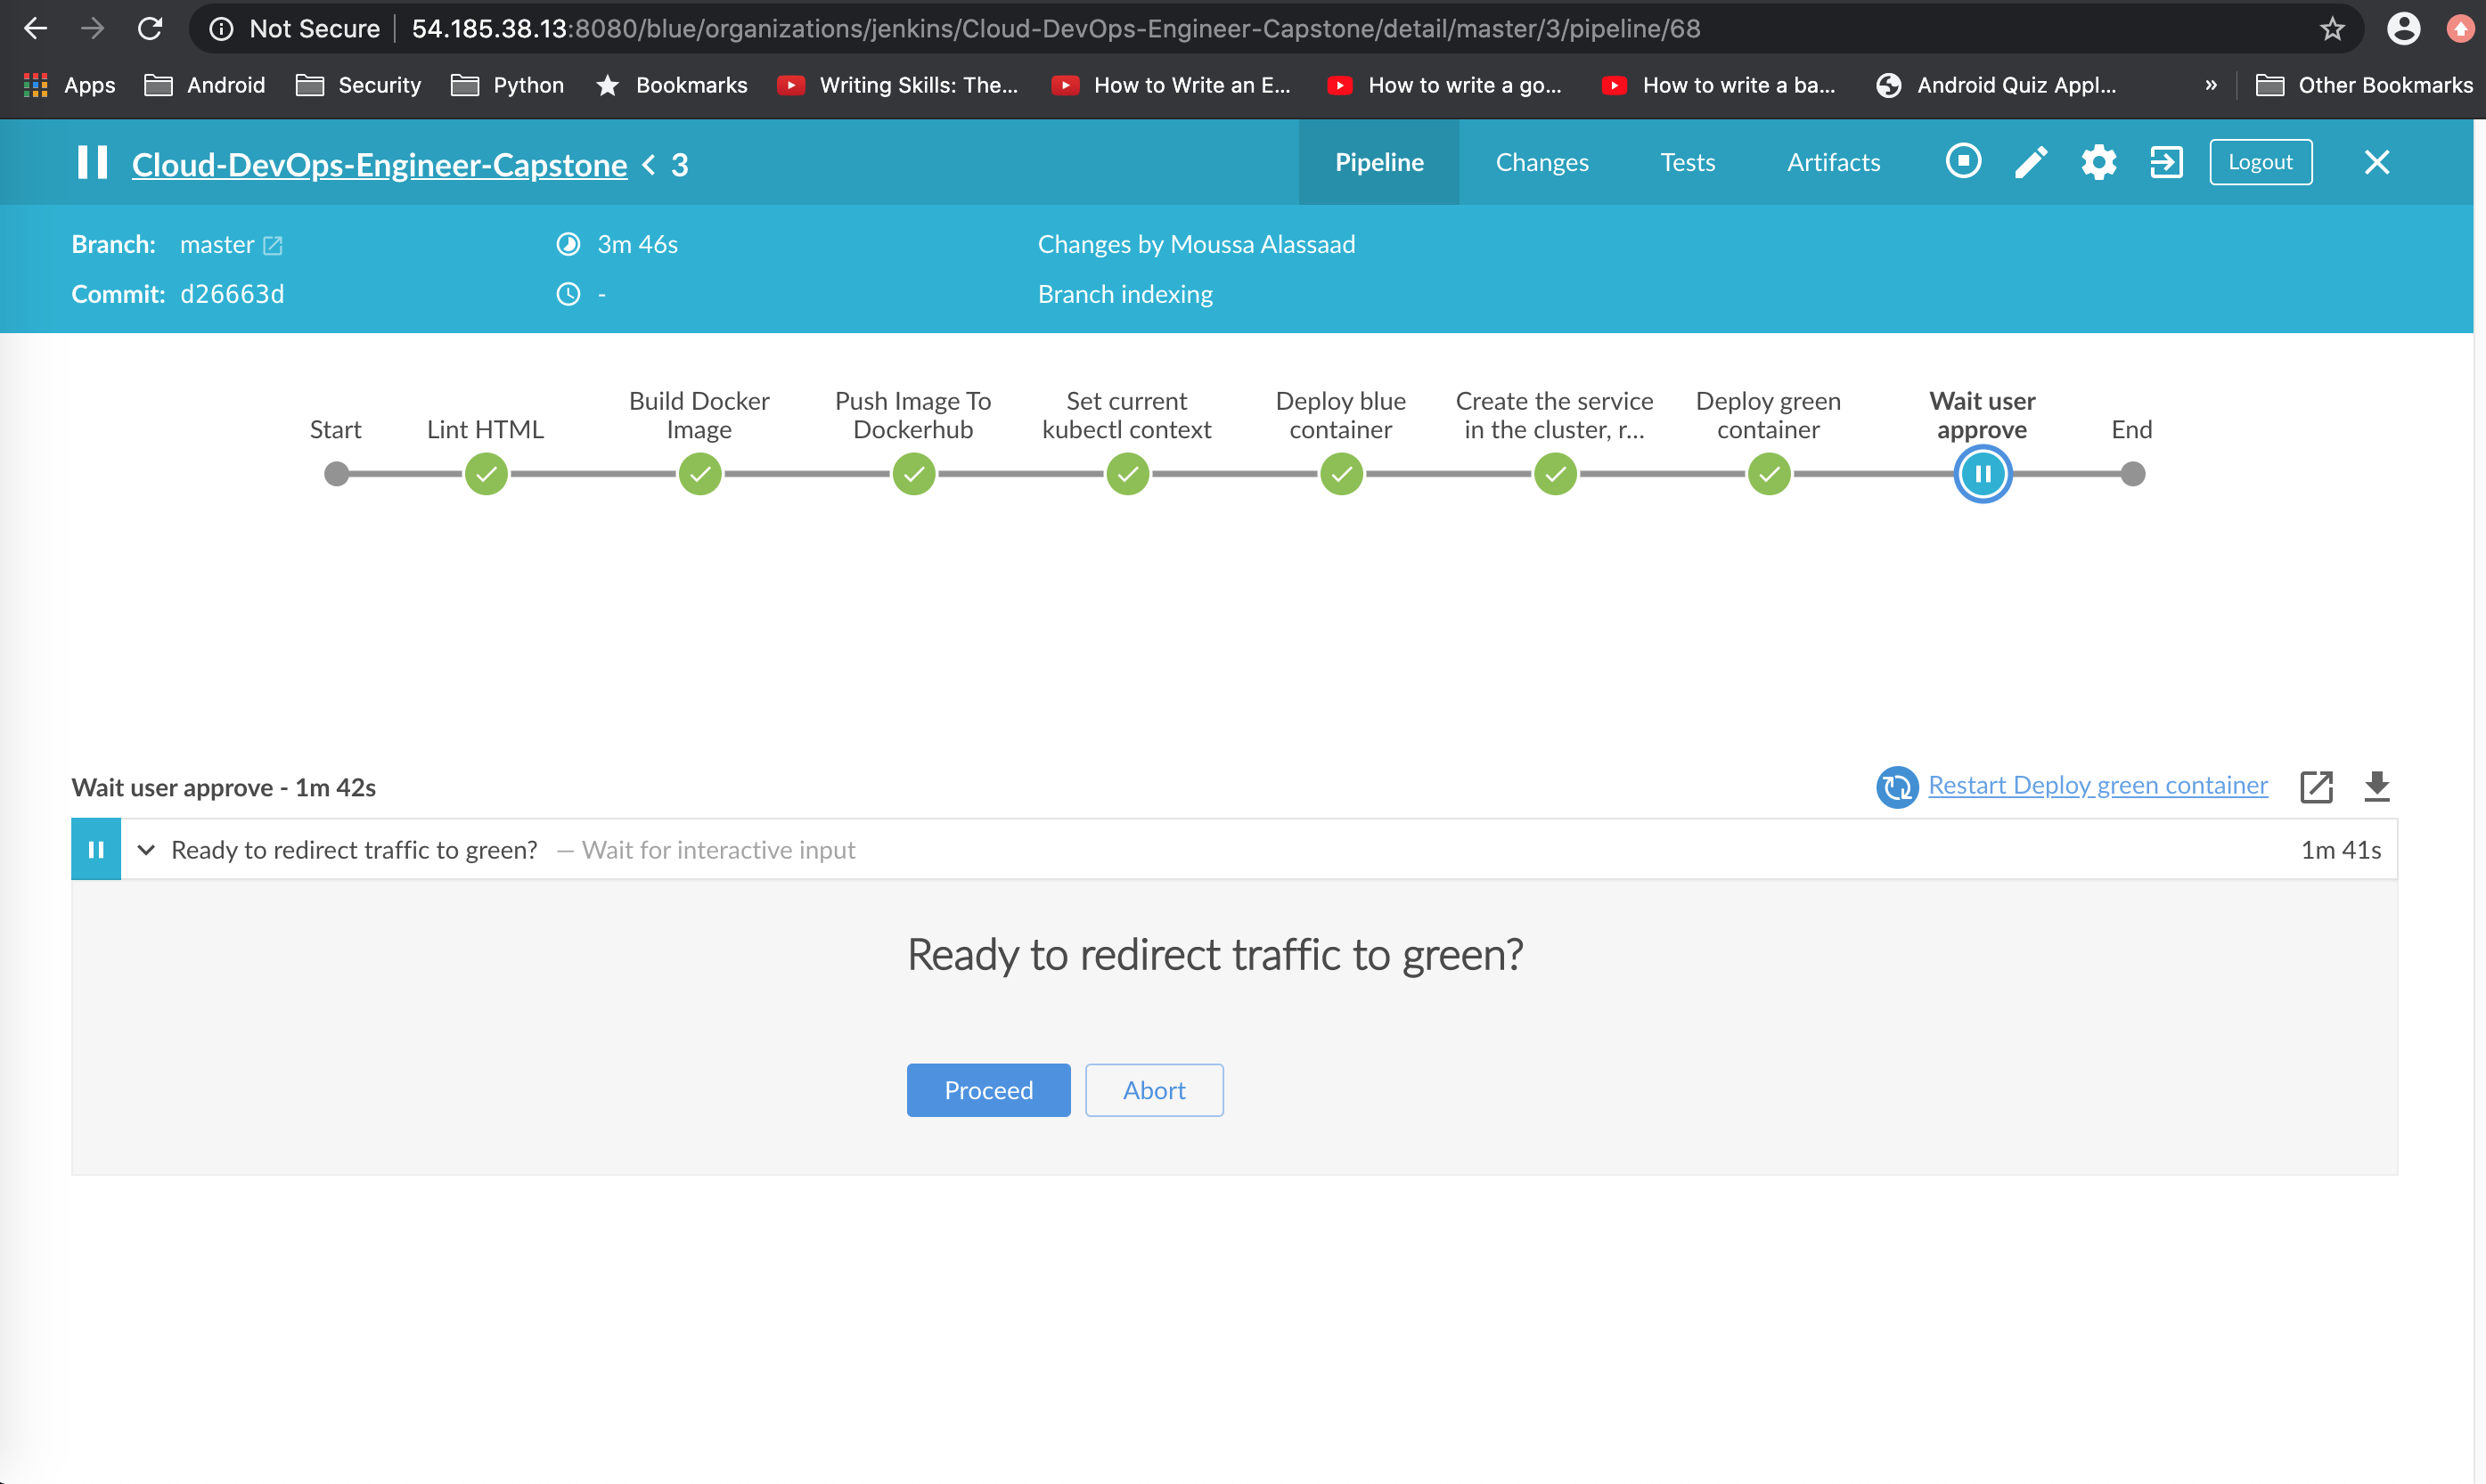 Not Secure 54.185.38.13:8080/blue/organizations/jenkins/Cloud-DevOps-Engineer-Capstone/detail/master/3/pipeline/68
Apps Android Security Python Bookmarks Writing Skills: The... How to Write an E... How to write a go... How to write a ba... Android Quiz Appl... » Other Bookmarks
Cloud-DevOps-Engineer-Capstone < 3 Pipeline Changes Tests Artifacts Logout
Branch: master 3m 46s Changes by Moussa Alassaad
Commit: d26663d - Branch indexing
Start
Lint HTML
Build Docker
Image
Push Image To
Dockerhub
Set current
kubectl context
Deploy blue
container
Create the service
in the cluster, r...
Deploy green
container
Wait user
approve
End
Wait user approve - 1m 42s Restart Deploy green container
Ready to redirect traffic to green? — Wait for interactive input 1m 41s
Ready to redirect traffic to green?
Proceed Abort